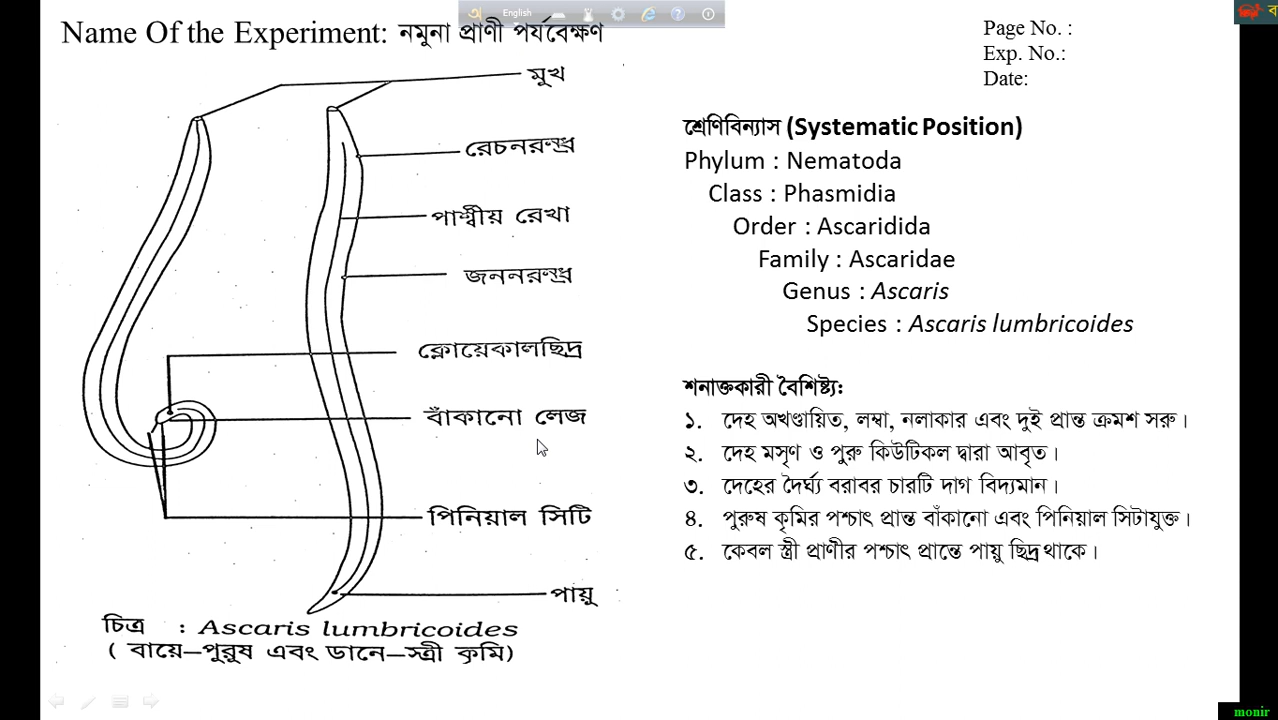 English
Name Of the Experiment: নমুনা প্রাণী পর্যবেক্ষণ
মুখ
রেচনরন্ধ্র
পার্শ্বীয় রেখা
জননরন্ধ্র
ক্লোয়েকালছিদ্র
বাঁকানো লেজ
পিনিয়াল সিটি
পায়ু
চিত্র : Ascaris lumbricoides
( বায়ে—পুরুষ এবং ডানে—স্ত্রী কৃমি)
Page No. :
Exp. No.:
Date:
শ্রেণিবিন্যাস (Systematic Position)
Phylum : Nematoda
Class : Phasmidia
Order : Ascaridida
Family : Ascaridae
Genus : Ascaris
Species : Ascaris lumbricoides
শনাক্তকারী বৈশিষ্ট্য:
১. দেহ অখণ্ডায়িত, লম্বা, নলাকার এবং দুই প্রান্ত ক্রমশ সরু।
২. দেহ মসৃণ ও পুরু কিউটিকল দ্বারা আবৃত।
৩. দেহের দৈর্ঘ্য বরাবর চারটি দাগ বিদ্যমান।
৪. পুরুষ কৃমির পশ্চাৎ প্রান্ত বাঁকানো এবং পিনিয়াল সিটাযুক্ত।
৫. কেবল স্ত্রী প্রাণীর পশ্চাৎ প্রান্তে পায়ু ছিদ্র থাকে।
monir